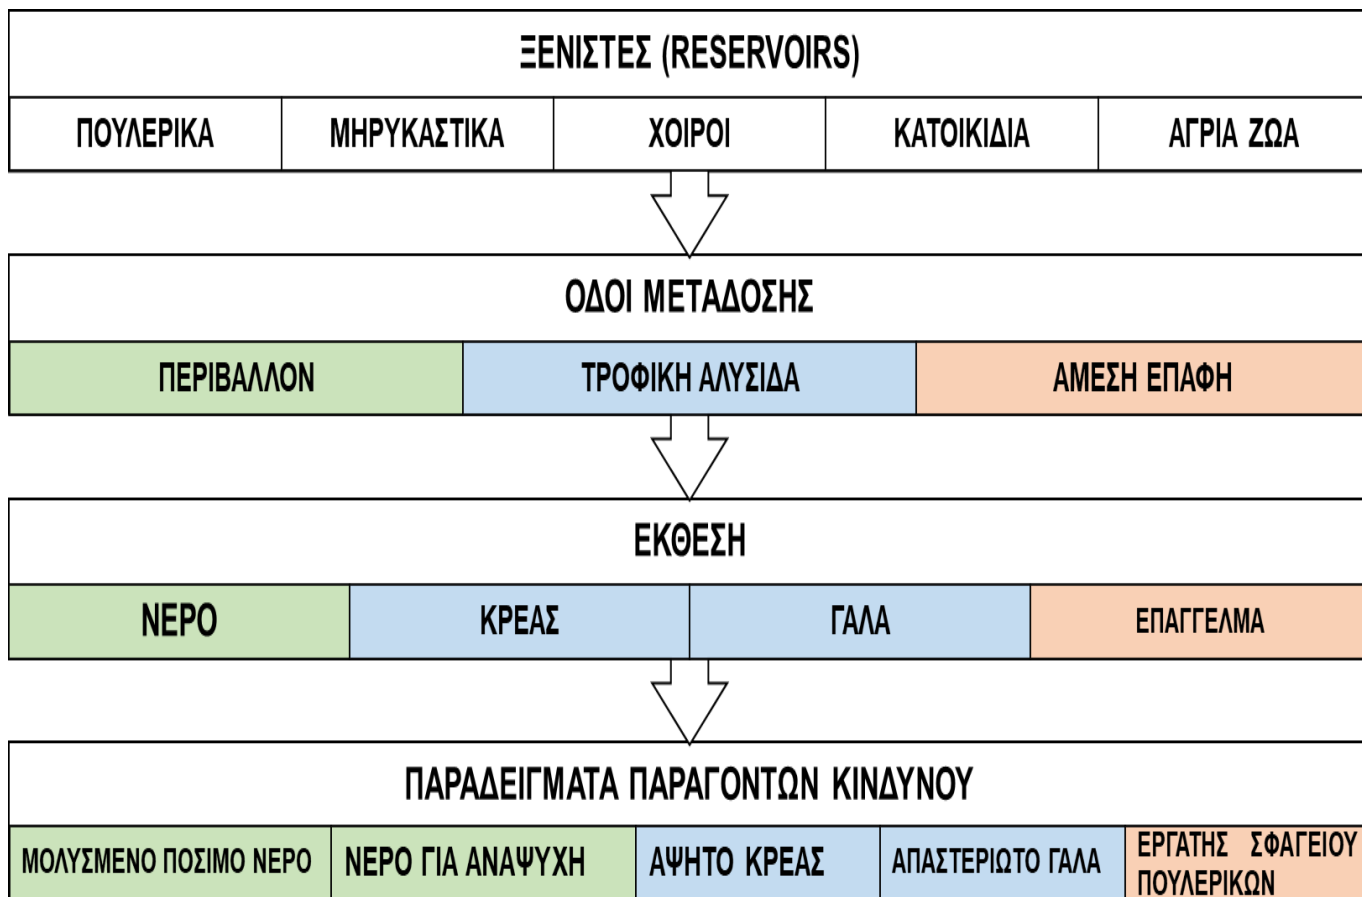 ΞΕΝΙΣΤΕΣ (RESERVOIRS)
ΠΟΥΛΕΡΙΚΑ ΜΗΡΥΚΑΣΤΙΚΑ ΧΟΙΡΟΙ ΚΑΤΟΙΚΙΔΙΑ ΑΓΡΙΑ ΖΩΑ
ΟΔΟΙ ΜΕΤΑΔΟΣΗΣ
ΠΕΡΙΒΑΛΛΟΝ ΤΡΟΦΙΚΗ ΑΛΥΣΙΔΑ ΑΜΕΣΗ ΕΠΑΦΗ
ΕΚΘΕΣΗ
ΝΕΡΟ ΚΡΕΑΣ ΓΑΛΑ ΕΠΑΓΓΕΛΜΑ
ΠΑΡΑΔΕΙΓΜΑΤΑ ΠΑΡΑΓΟΝΤΩΝ ΚΙΝΔΥΝΟΥ
ΜΟΛΥΣΜΕΝΟ ΠΟΣΙΜΟ ΝΕΡΟ ΝΕΡΟ ΓΙΑ ΑΝΑΨΥΧΗ ΑΨΗΤΟ ΚΡΕΑΣ ΑΠΑΣΤΕΡΙΩΤΟ ΓΑΛΑ ΕΡΓΑΤΗΣ ΣΦΑΓΕΙΟΥ
ΠΟΥΛΕΡΙΚΩΝ